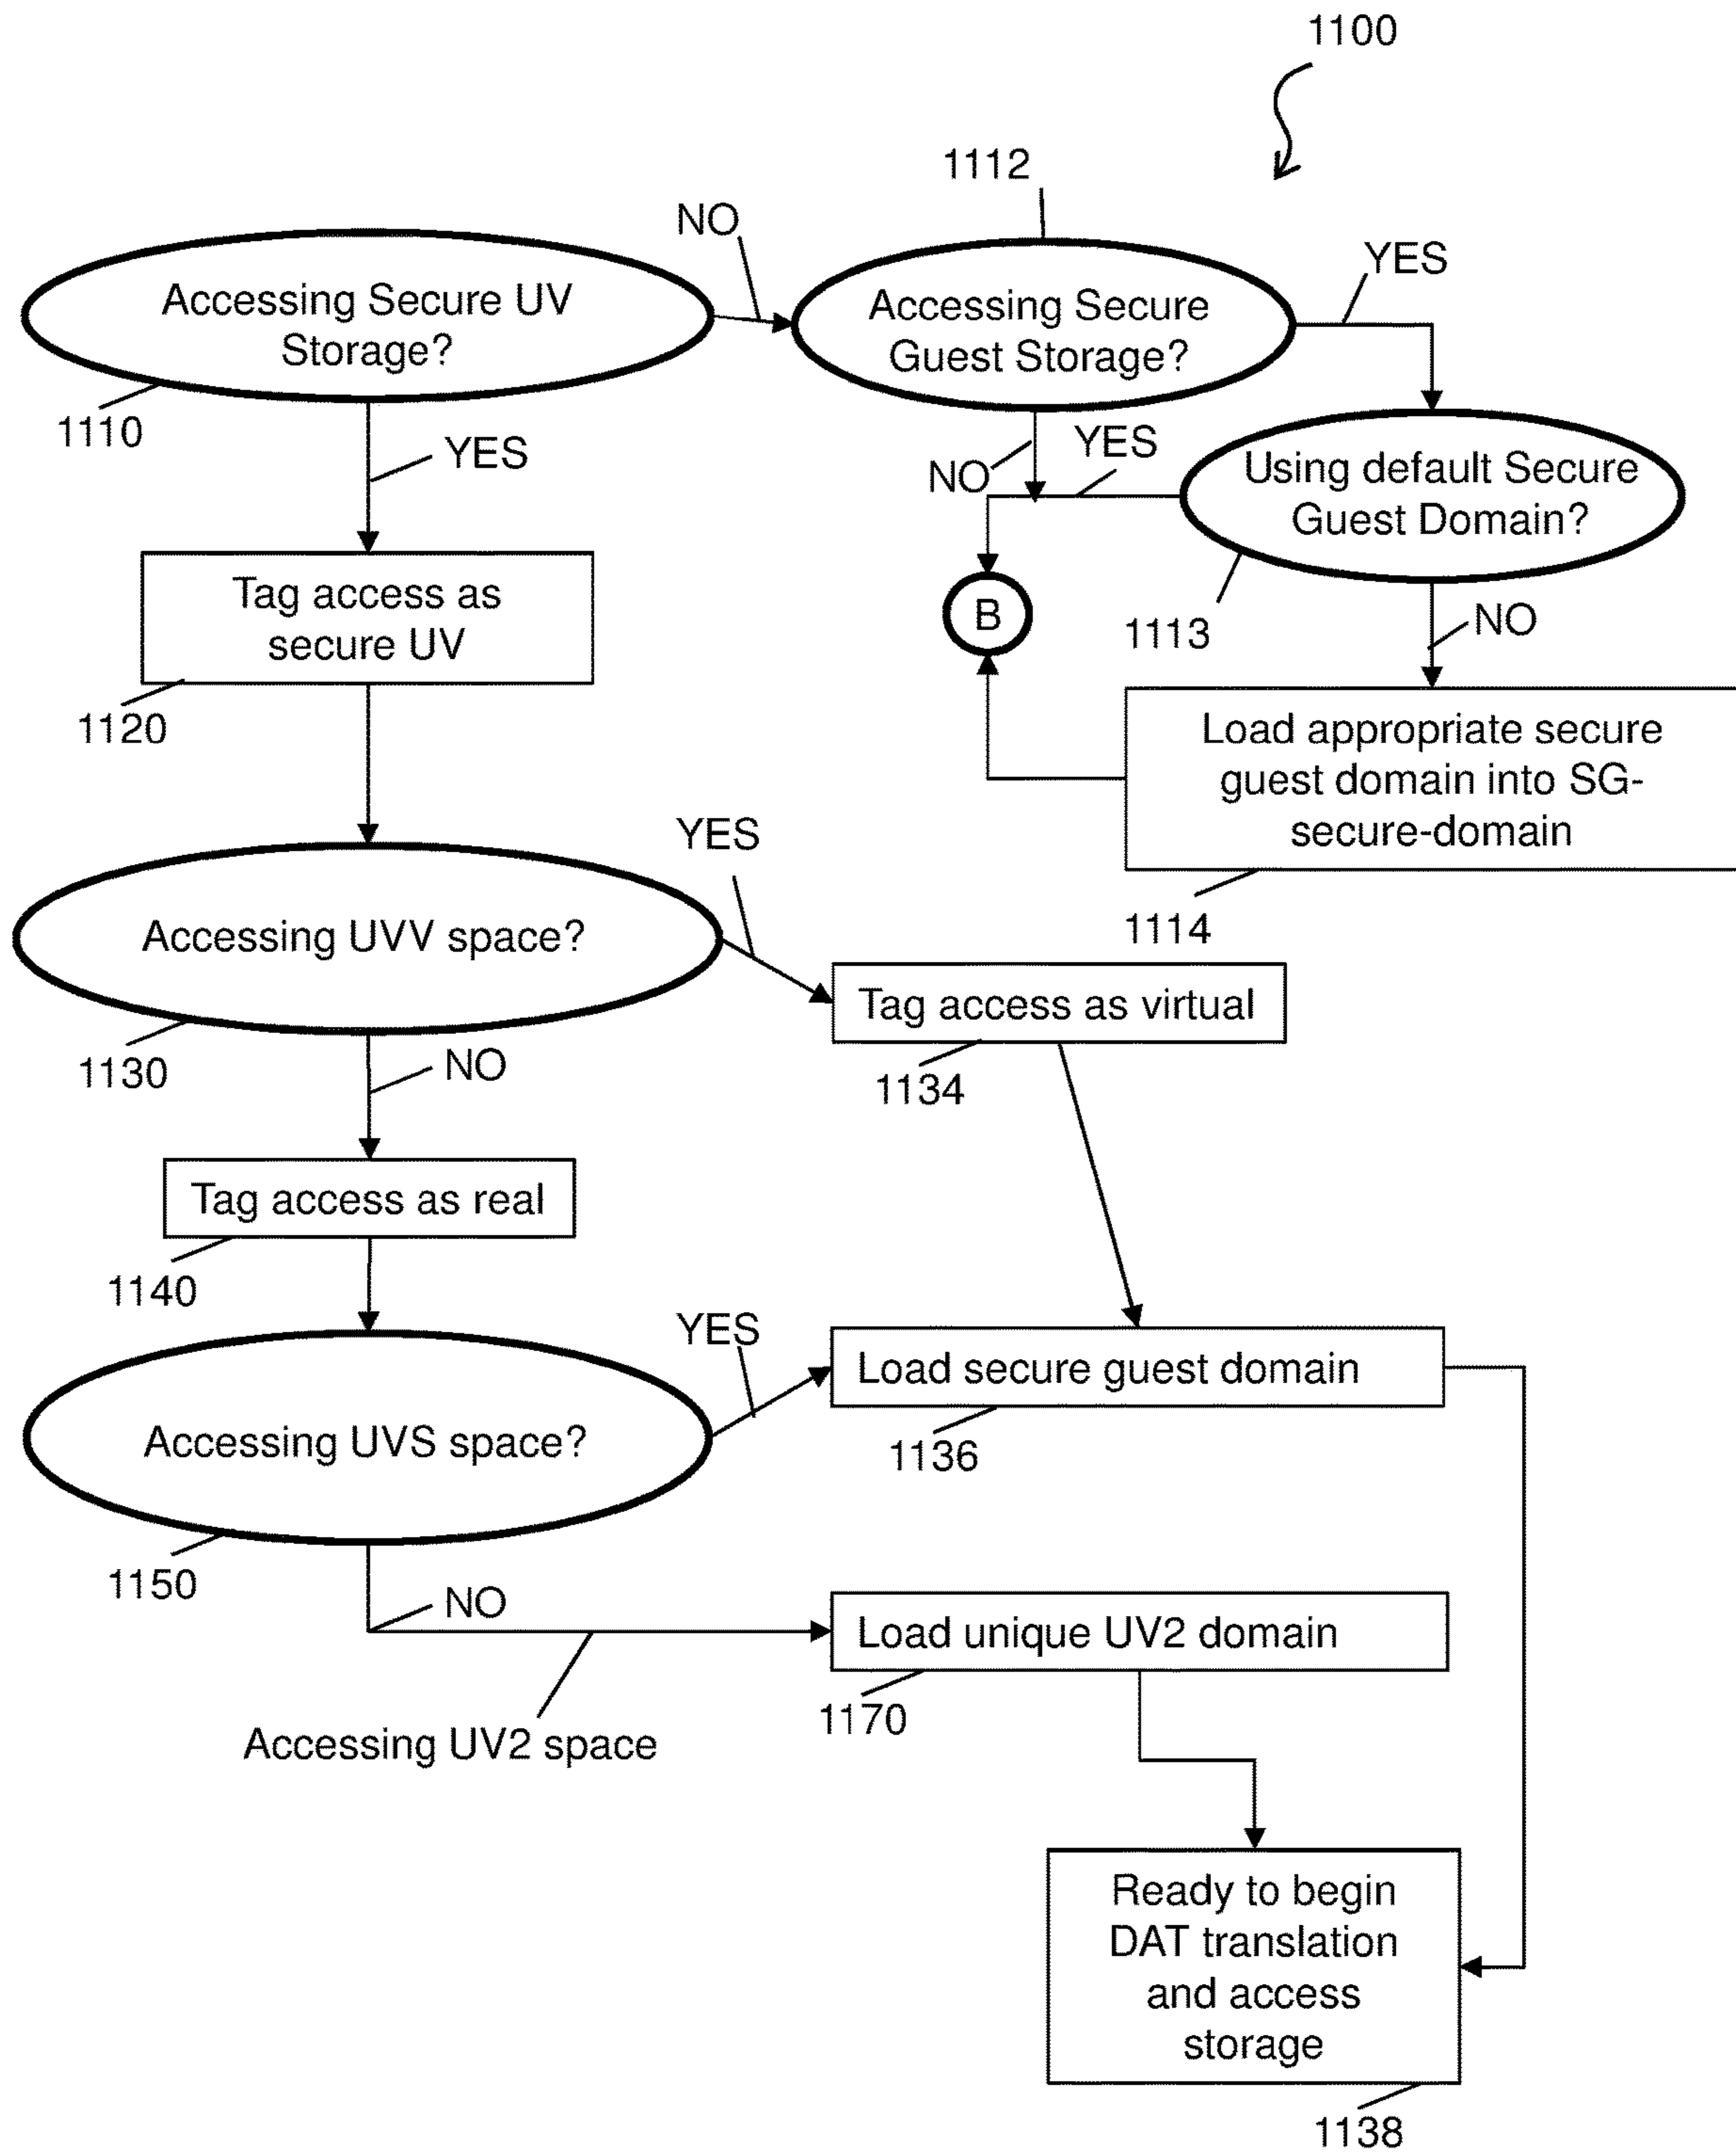 1100
1112
NO
YES
Accessing Secure UV
Storage?
Accessing Secure
Guest Storage?
1110
YES
NO
YES
Using default Secure
Guest Domain?
Tag access as
secure UV
B
1113
NO
1120
Load appropriate secure
guest domain into SG-
secure-domain
YES
1114
Accessing UVV space?
Tag access as virtual
1130
NO
1134
Tag access as real
1140
YES
Load secure guest domain
Accessing UVS space?
1136
1150
NO
Load unique UV2 domain
1170
Accessing UV2 space
Ready to begin
DAT translation
and access
storage
1138